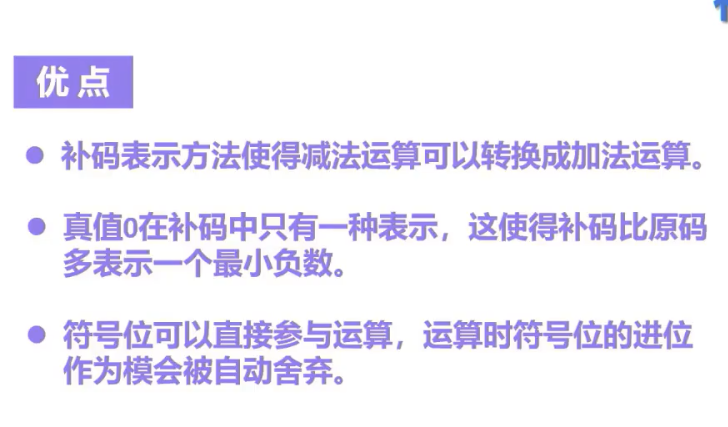 优点
● 补码表示方法使得减法运算可以转换成加法运算。
● 真值0在补码中只有一种表示，这使得补码比原码
多表示一个最小负数。
● 符号位可以直接参与运算，运算时符号位的进位
作为模会被自动舍弃。